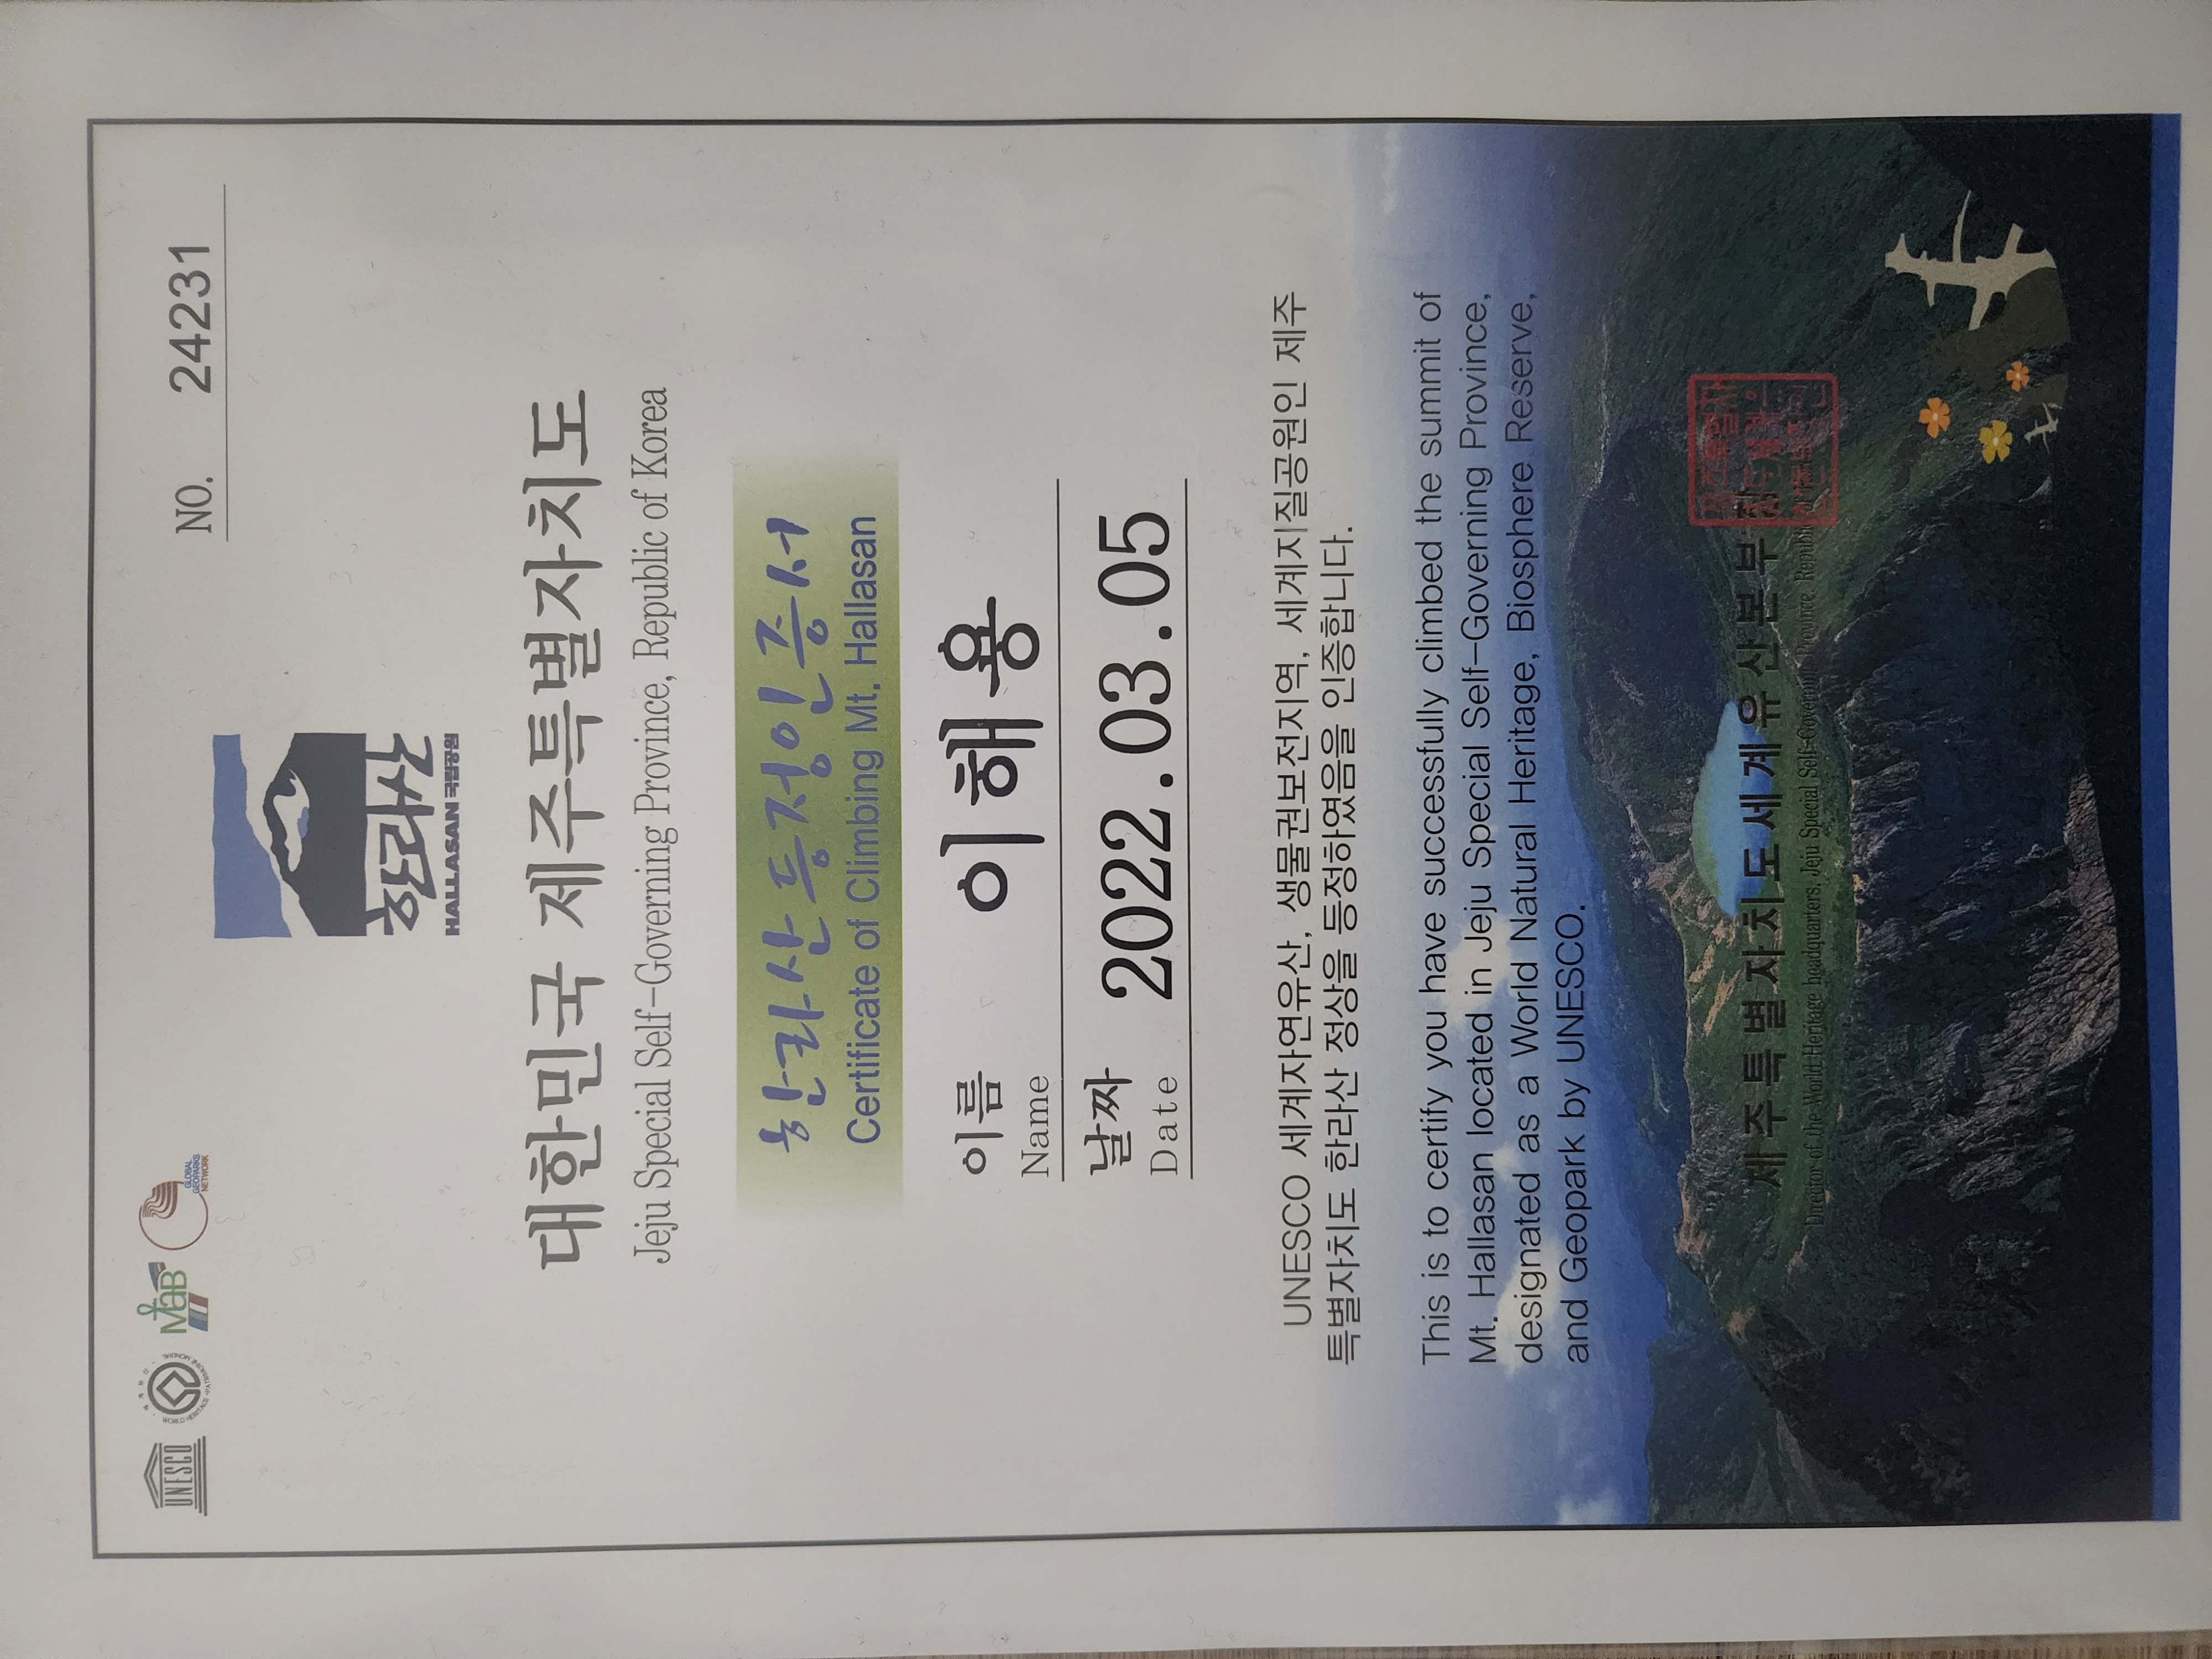 UNESCO
WORLD HERITAGE • PATRIMOINE MONDIAL
MaB
GLOBAL
GEOPARKS
NETWORK
NO. 24231
한라산
HALLASAN 국립공원
대한민국 제주특별자치도
Jeju Special Self-Governing Province, Republic of Korea
한라산등정인증서
Certificate of Climbing Mt. Hallasan
이름 이해용
Name
날짜 2022.03.05
Date
UNESCO 세계자연유산, 생물권보전지역, 세계지질공원인 제주
특별자치도 한라산 정상을 등정하였음을 인증합니다.
This is to certify you have successfully climbed the summit of
Mt. Hallasan located in Jeju Special Self-Governing Province,
designated as a World Natural Heritage, Biosphere Reserve,
and Geopark by UNESCO.
제주특별자치도세계유산본부장
Director of the World Heritage headquarters, Jeju Special Self-Governing Province, Republic of